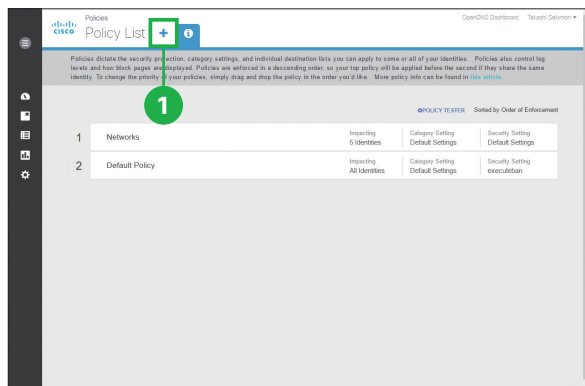 OpenDNS Dashboard Takashi Sekimon
CISCO
Policies
Policy List + i
Policies dictate the security protection, category settings, and individual destination lists you can apply to some or all of your identities. Policies also control log
levels and how block pages are displayed. Policies are enforced in a descending order, so your top policy will be applied before the second if they share the same
identity. To change the priority of your policies, simply drag and drop the policy in the order you'd like. More policy info can be found in this article.
1
POLICY TESTER Sorted by Order of Enforcement
1 Networks Impacting Category Setting Security Setting
5 Identities Default Settings Default Settings
2 Default Policy Impacting Category Setting Security Setting
All Identities Default Settings executeban